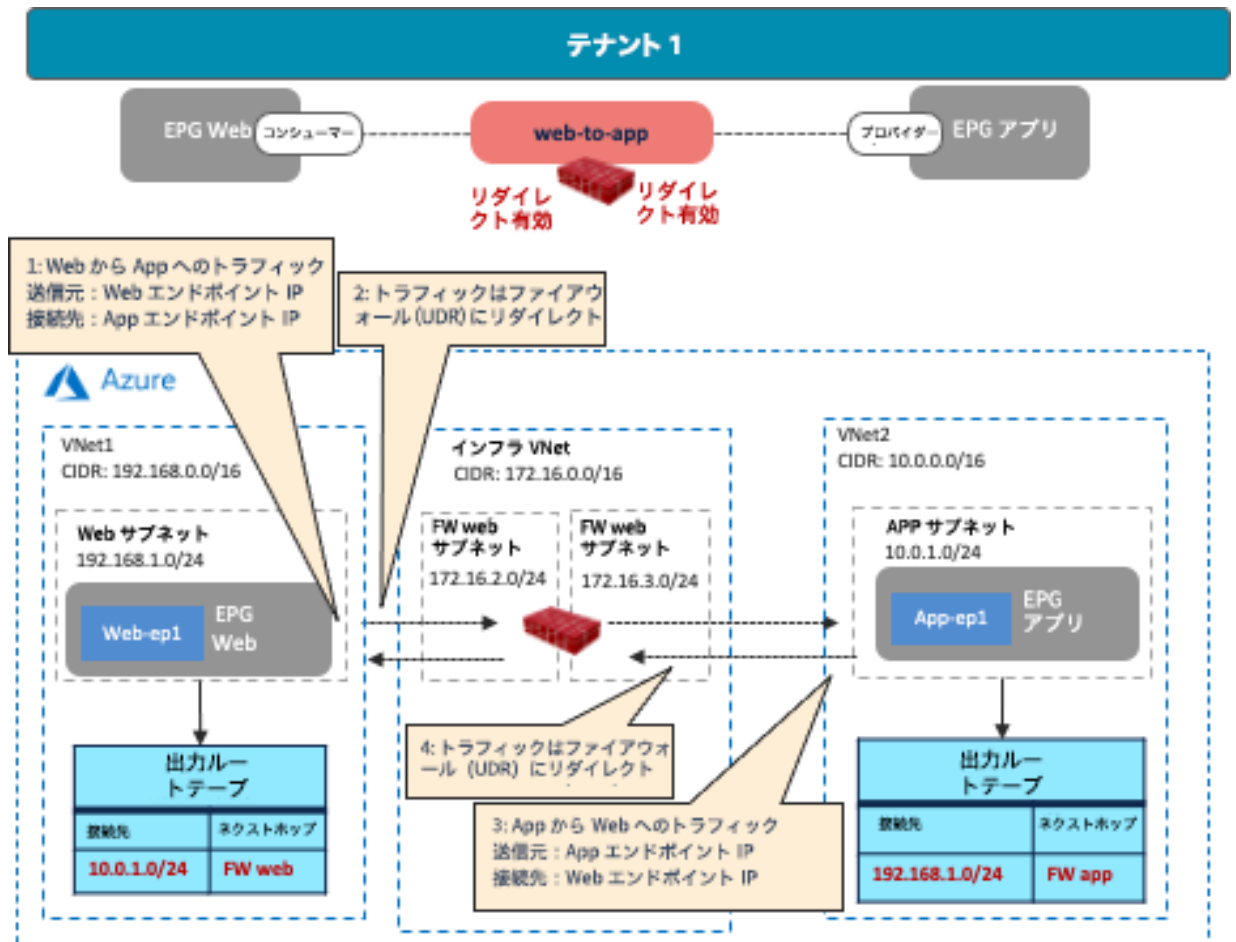 テナント 1
EPG Web
コンシューマー
web-to-app
プロバイダー
EPG アプリ
リダイレ
クト有効
リダイレ
クト有効
1: Web から App へのトラフィック
送信元：Web エンドポイント IP
接続先：App エンドポイント IP
2: トラフィックはファイアウ
ォール(UDR)にリダイレクト
Azure
VNet1
CIDR: 192.168.0.0/16
インフラ VNet
CIDR: 172.16.0.0/16
VNet2
CIDR: 10.0.0.0/16
Web サブネット
192.168.1.0/24
FW web
サブネット
172.16.2.0/24
FW web
サブネット
172.16.3.0/24
APP サブネット
10.0.1.0/24
Web-ep1
EPG
Web
App-ep1
EPG
アプリ
4: トラフィックはファイアウォ
ール（UDR）にリダイレクト
3: App から Web へのトラフィック
送信元：App エンドポイント IP
接続先：Web エンドポイント IP
出力ルー
トテーブ
接続先
ネクストホップ
10.0.1.0/24
FW web
出力ルー
トテーブ
接続先
ネクストホップ
192.168.1.0/24
FW app